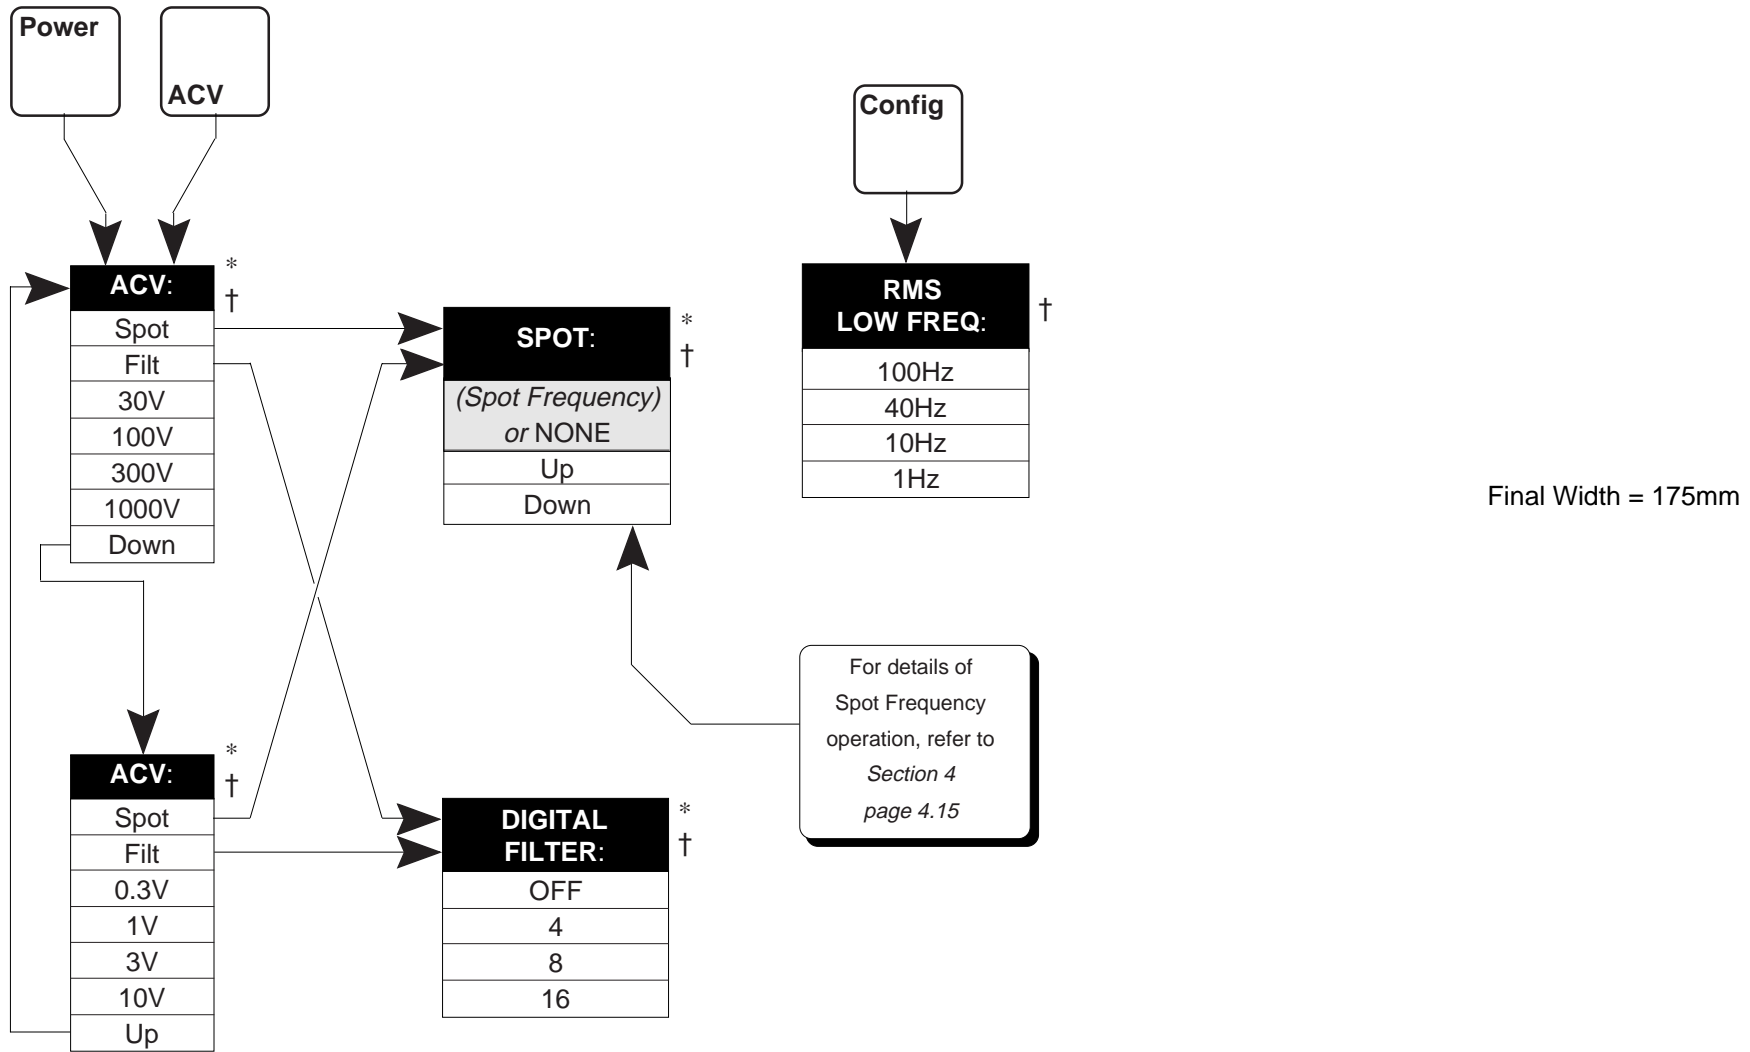 Power
ACV
Config
ACV:
*
†
Spot
Filt
30V
100V
300V
1000V
Down
SPOT:
*
†
(Spot Frequency)
or NONE
Up
Down
RMS
LOW FREQ:
†
100Hz
40Hz
10Hz
1Hz
Final Width = 175mm
For details of
Spot Frequency
operation, refer to
Section 4
page 4.15
ACV:
*
†
Spot
Filt
0.3V
1V
3V
10V
Up
DIGITAL
FILTER:
*
†
OFF
4
8
16